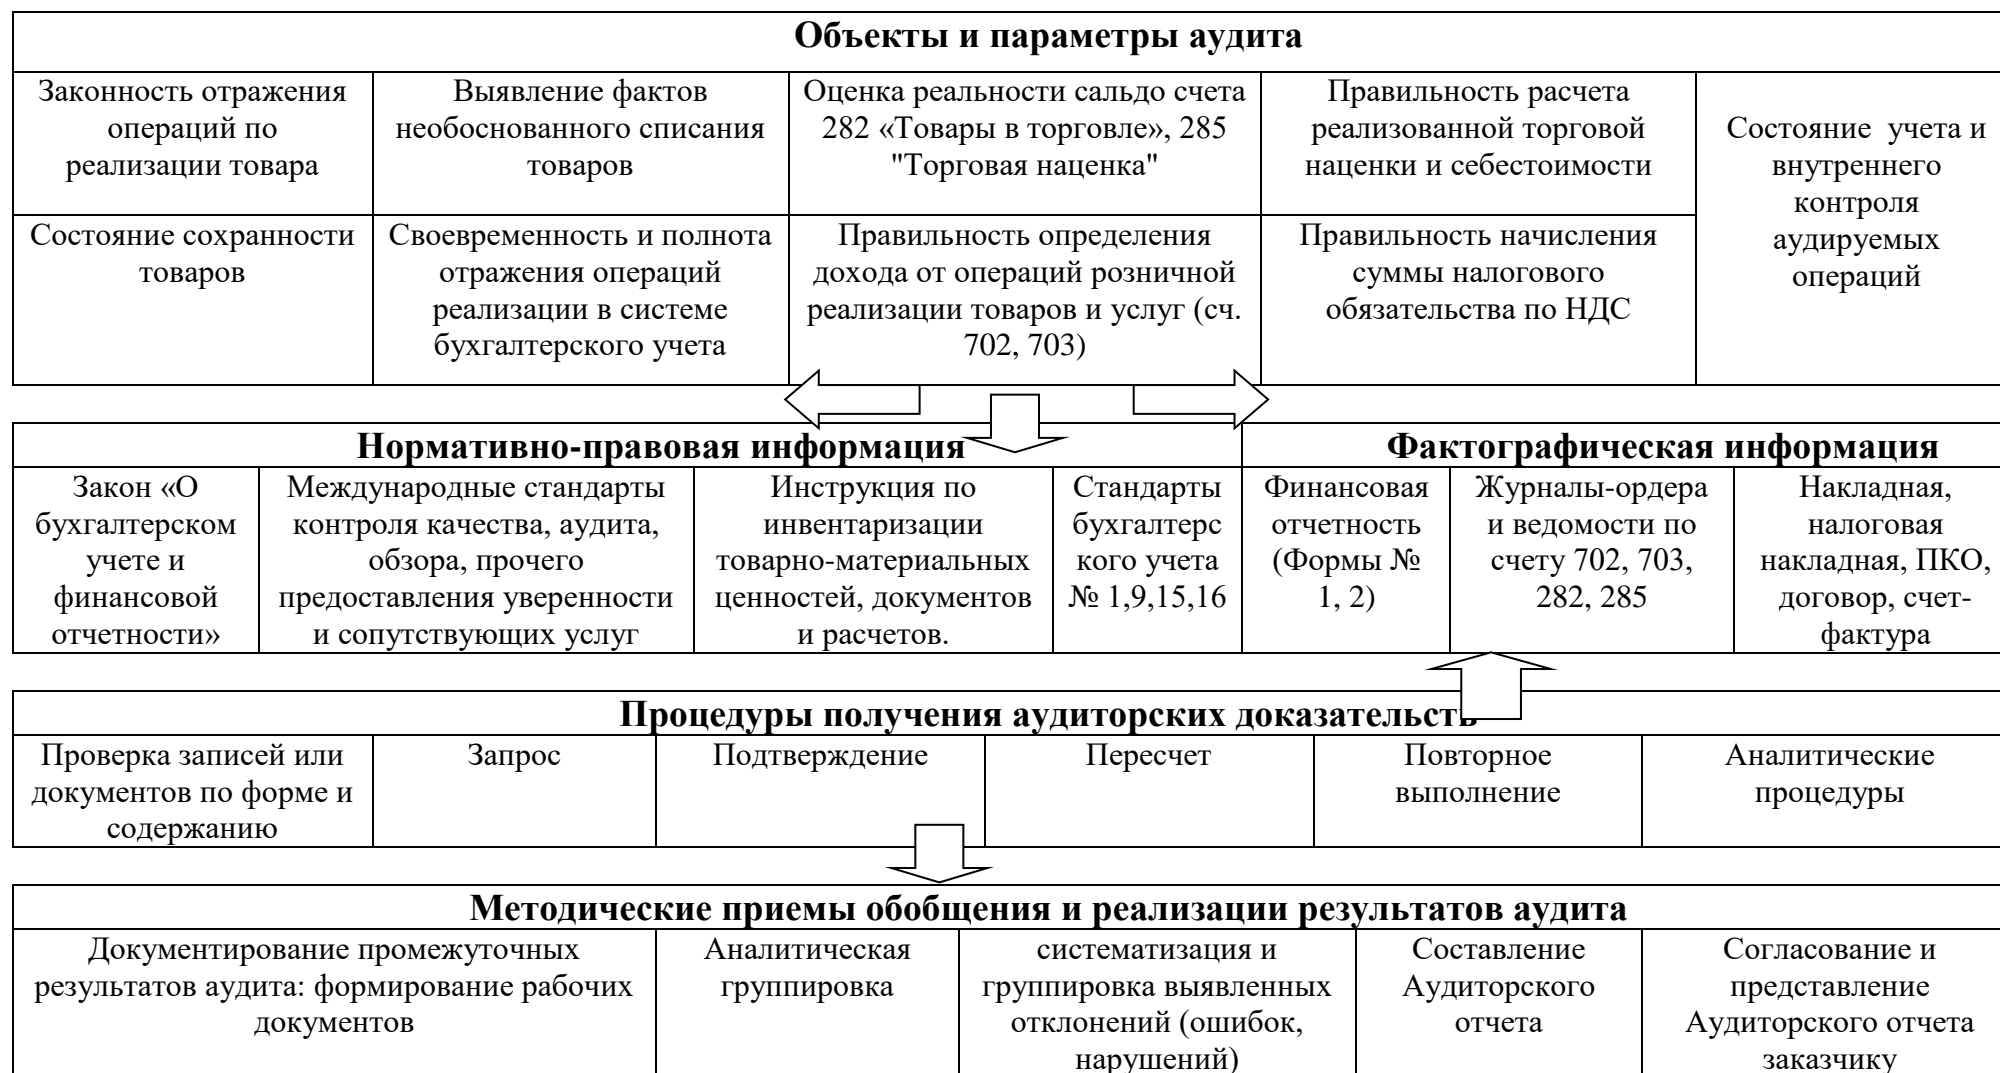 Объекты и параметры аудита
Законность отражения
операций по
реализации товара
Выявление фактов
необоснованного списания
товаров
Оценка реальности сальдо счета
282 «Товары в торговле», 285
"Торговая наценка"
Правильность расчета
реализованной торговой
наценки и себестоимости
Состояние учета и
внутреннего
контроля
аудируемых
операций
Состояние сохранности
товаров
Своевременность и полнота
отражения операций
реализации в системе
бухгалтерского учета
Правильность определения
дохода от операций розничной
реализации товаров и услуг (сч.
702, 703)
Правильность начисления
суммы налогового
обязательства по НДС
Нормативно-правовая информация
Фактографическая информация
Закон «О
бухгалтерском
учете и
финансовой
отчетности»
Международные стандарты
контроля качества, аудита,
обзора, прочего
предоставления уверенности
и сопутствующих услуг
Инструкция по
инвентаризации
товарно-материальных
ценностей, документов
и расчетов.
Стандарты
бухгалтерс
кого учета
№ 1,9,15,16
Финансовая
отчетность
(Формы №
1, 2)
Журналы-ордера
и ведомости по
счету 702, 703,
282, 285
Накладная,
налоговая
накладная, ПКО,
договор, счет-
фактура
Процедуры получения аудиторских доказательств
Проверка записей или
документов по форме и
содержанию
Запрос
Подтверждение
Пересчет
Повторное
выполнение
Аналитические
процедуры
Методические приемы обобщения и реализации результатов аудита
Документирование промежуточных
результатов аудита: формирование рабочих
документов
Аналитическая
группировка
систематизация и
группировка выявленных
отклонений (ошибок,
нарушений)
Составление
Аудиторского
отчета
Согласование и
представление
Аудиторского отчета
заказчику